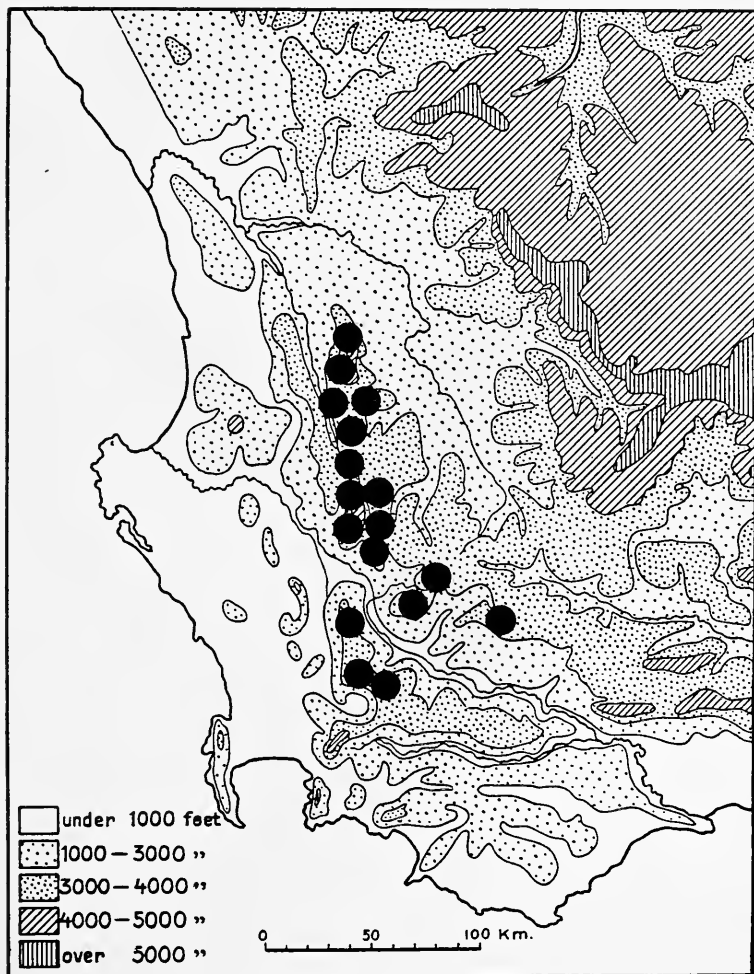 under 1000 feet
1000 – 3000 ,,
3000 – 4000 ,,
4000 – 5000 ,,
over 5000 ,,
0 50 100 Km.